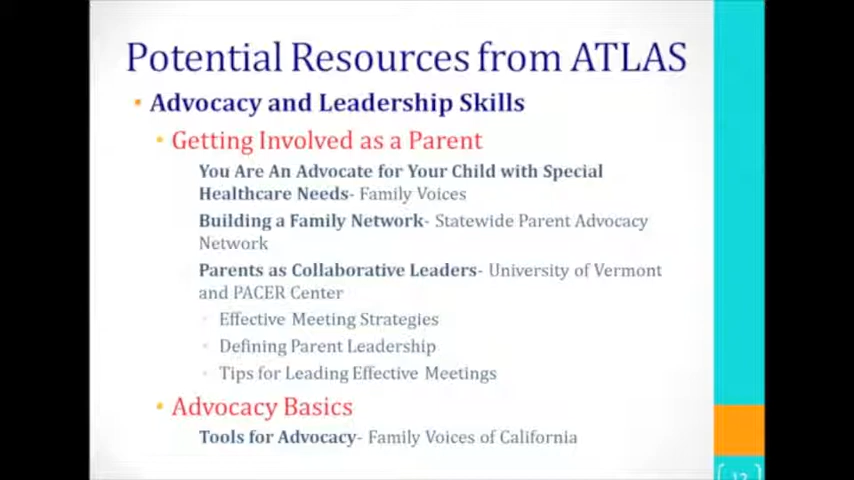 Potential Resources from ATLAS
Advocacy and Leadership Skills
Getting Involved as a Parent
You Are An Advocate for Your Child with Special
Healthcare Needs- Family Voices
Building a Family Network- Statewide Parent Advocacy
Network
Parents as Collaborative Leaders- University of Vermont
and PACER Center
Effective Meeting Strategies
Defining Parent Leadership
Tips for Leading Effective Meetings
Advocacy Basics
Tools for Advocacy- Family Voices of California